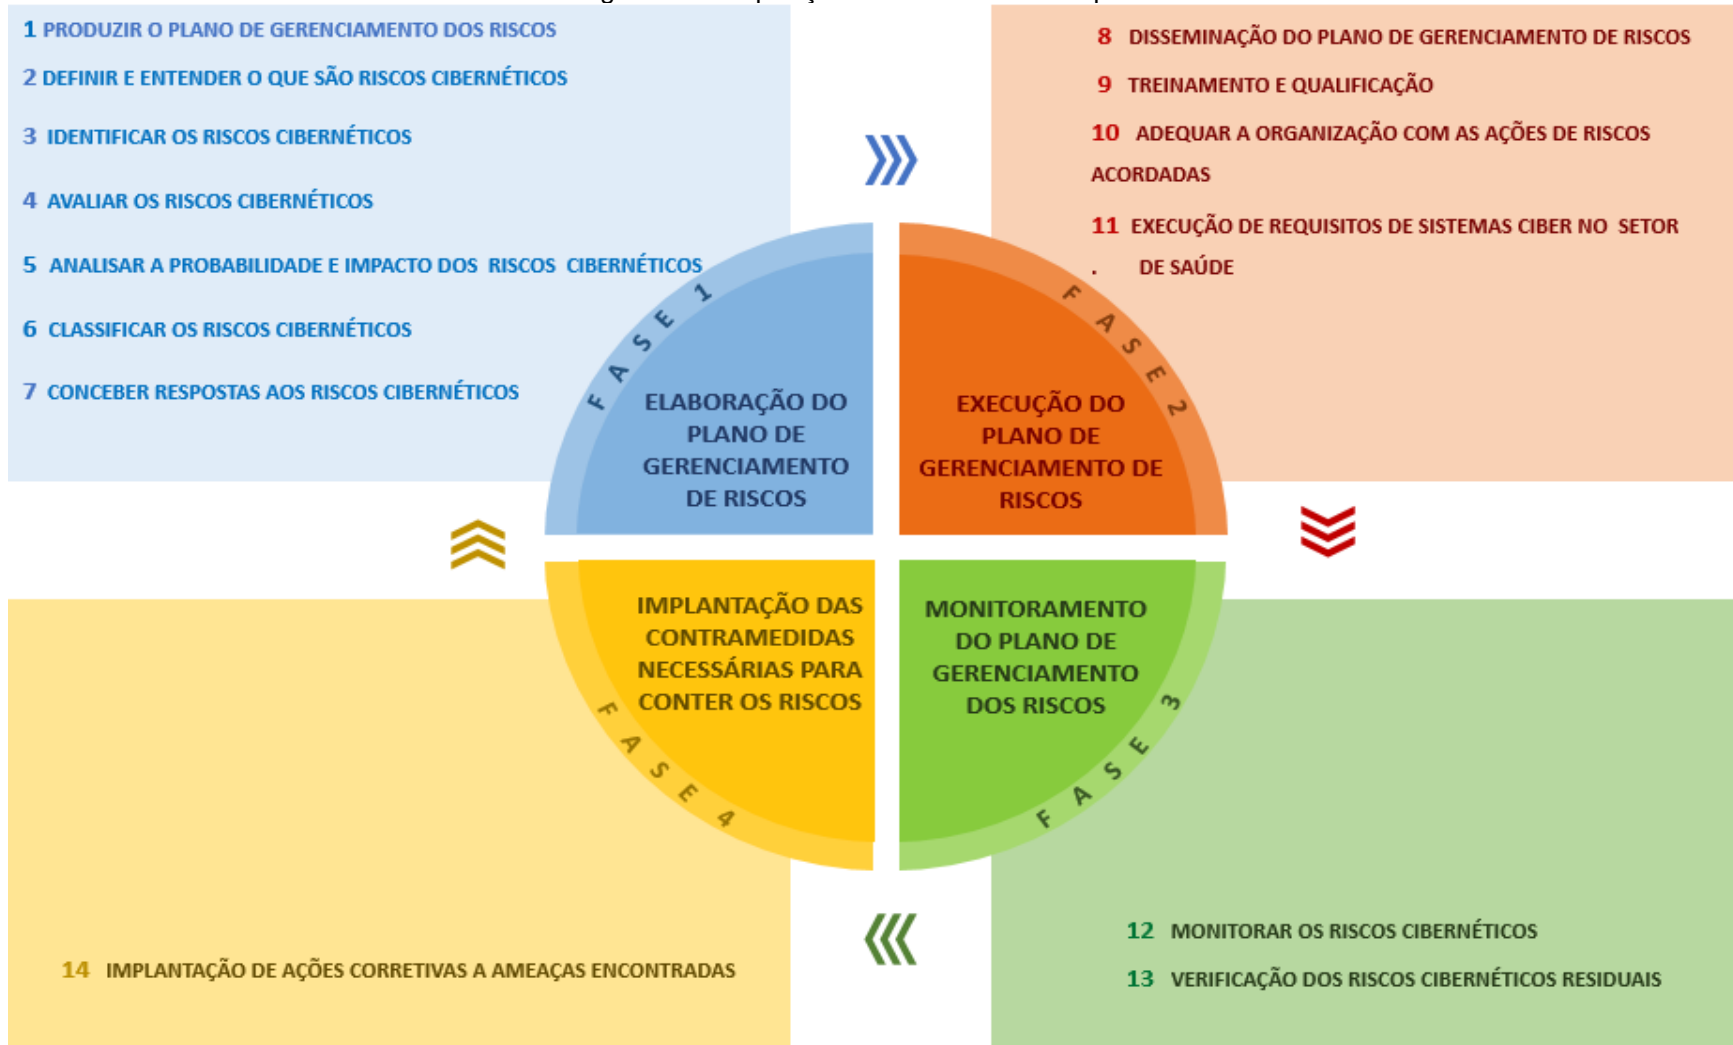 1 PRODUZIR O PLANO DE GERENCIAMENTO DOS RISCOS
2 DEFINIR E ENTENDER O QUE SÃO RISCOS CIBERNÉTICOS
3 IDENTIFICAR OS RISCOS CIBERNÉTICOS
4 AVALIAR OS RISCOS CIBERNÉTICOS
5 ANALISAR A PROBABILIDADE E IMPACTO DOS RISCOS CIBERNÉTICOS
6 CLASSIFICAR OS RISCOS CIBERNÉTICOS
7 CONCEBER RESPOSTAS AOS RISCOS CIBERNÉTICOS
FASE 1
ELABORAÇÃO DO
PLANO DE
GERENCIAMENTO
DE RISCOS
8 DISSEMINAÇÃO DO PLANO DE GERENCIAMENTO DE RISCOS
9 TREINAMENTO E QUALIFICAÇÃO
10 ADEQUAR A ORGANIZAÇÃO COM AS AÇÕES DE RISCOS
ACORDADAS
11 EXECUÇÃO DE REQUISITOS DE SISTEMAS CIBER NO SETOR
. DE SAÚDE
FASE 2
EXECUÇÃO DO
PLANO DE
GERENCIAMENTO DE
RISCOS
MONITORAMENTO
DO PLANO DE
GERENCIAMENTO
DOS RISCOS
FASE 3
12 MONITORAR OS RISCOS CIBERNÉTICOS
13 VERIFICAÇÃO DOS RISCOS CIBERNÉTICOS RESIDUAIS
IMPLANTAÇÃO DAS
CONTRAMEDIDAS
NECESSÁRIAS PARA
CONTER OS RISCOS
FASE 4
14 IMPLANTAÇÃO DE AÇÕES CORRETIVAS A AMEAÇAS ENCONTRADAS